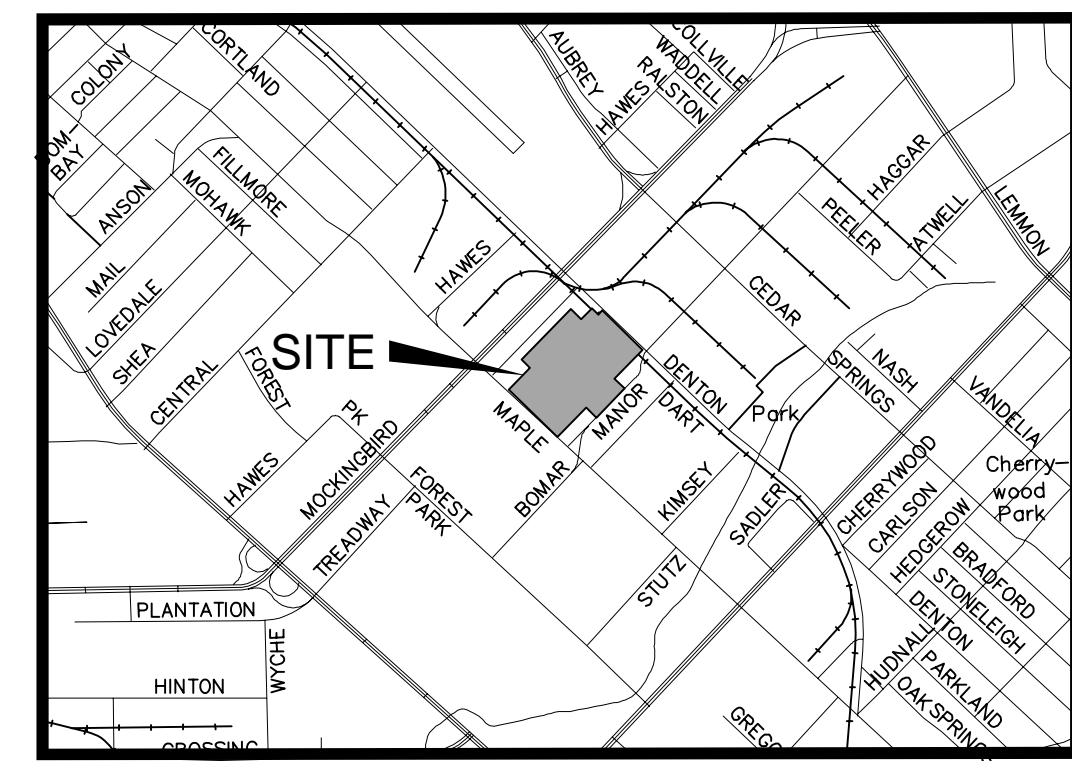 CORTLAND
COLONY
AUBREY
COLLVILLE
WADDELL
RALSTON
HAWES
BAY
ANSON
FILLMORE
MOHAWK
HAGGAR
PEELER
ATWELL
LEMMON
MAIL
LOVEDALE
SHEA
HAWES
CEDAR
SPRINGS
SITE
CENTRAL
FOREST
PK
MAPLE
MANOR
DENTON
DART
Park
NASH
VANDELIA
HAWES
MOCKINGBIRD
TREADWAY
FOREST
PARK
BOMAR
KIMSEY
SADLER
CHERRYWOOD
CARLSON
HEDGEROW
Cherry-
wood
Park
BRADFORD
STONELEIGH
DENTON
HUDNALL
PARKLAND
STUTZ
PLANTATION
WYCHE
HINTON
CROSSING